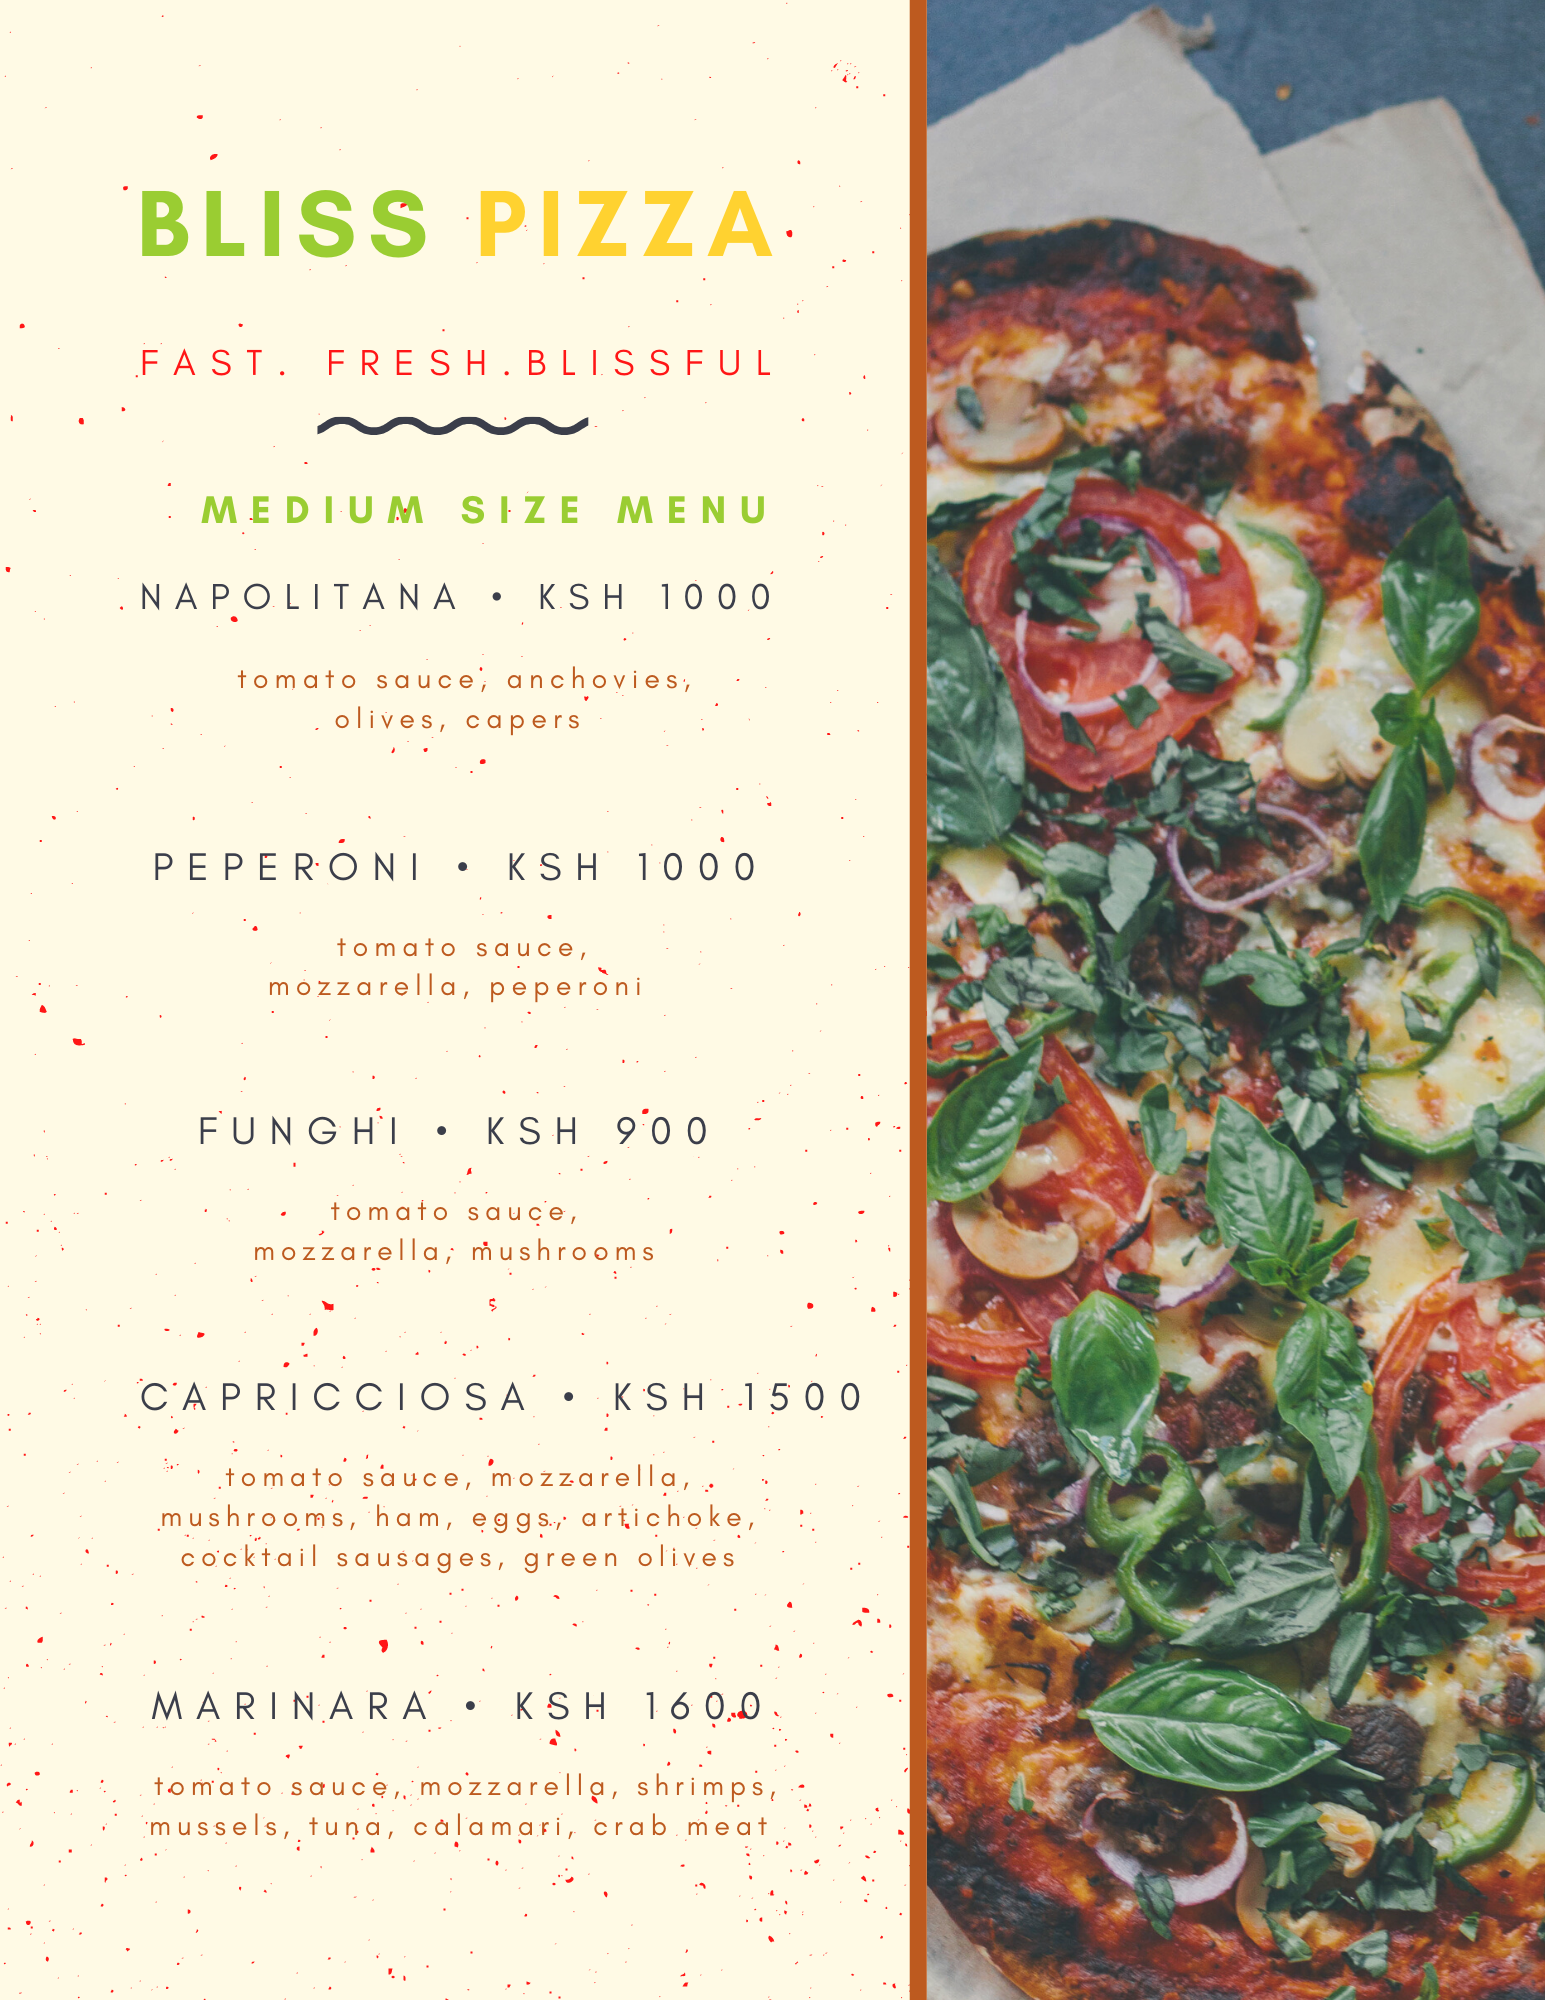 BLISS PIZZA
FAST. FRESH.BLISSFUL
MEDIUM SIZE MENU
NAPOLITANA • KSH 1000
tomato sauce, anchovies,
olives, capers
PEPERONI • KSH 1000
tomato sauce,
mozzarella, peperoni
FUNGHI • KSH 900
tomato sauce,
mozzarella, mushrooms
CAPRICCIOSA • KSH 1500
tomato sauce, mozzarella,
mushrooms, ham, eggs, artichoke,
cocktail sausages, green olives
MARINARA • KSH 1600
tomato sauce, mozzarella, shrimps,
mussels, tuna, calamari, crab meat